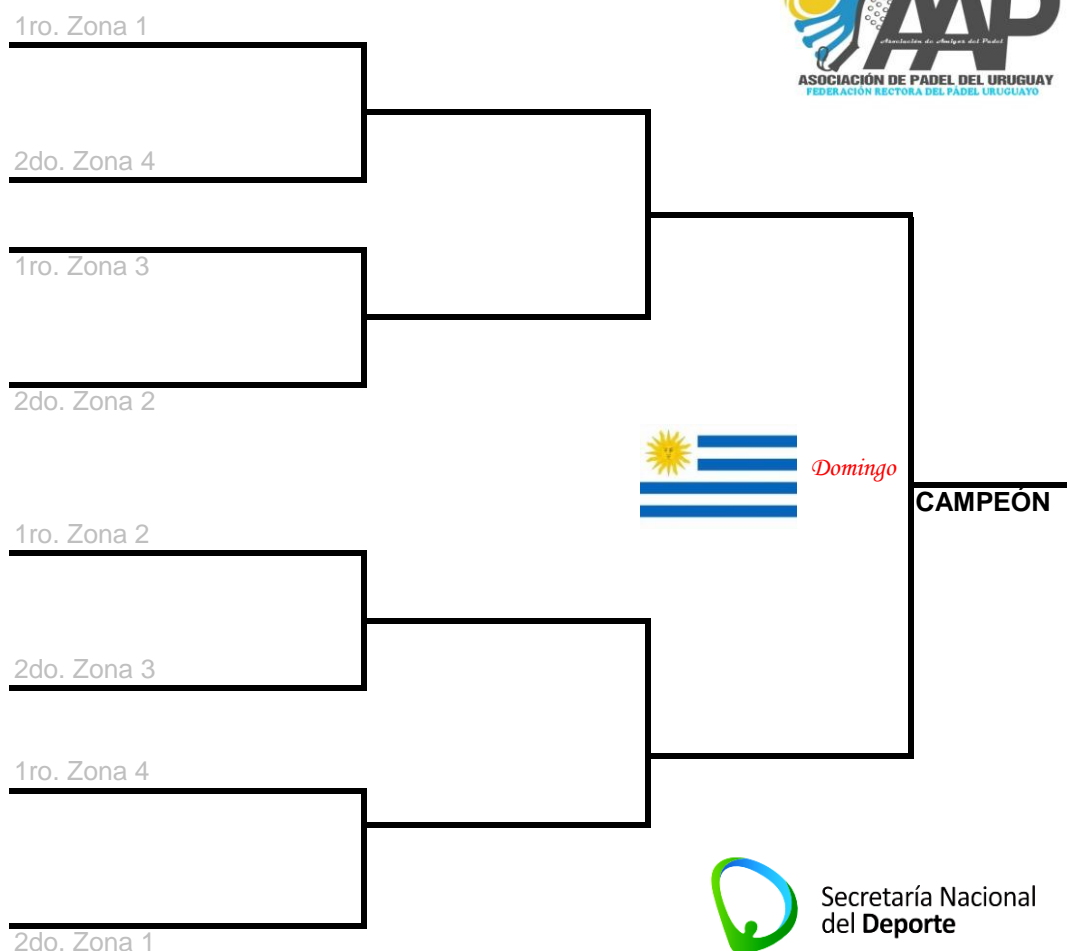 1ro. Zona 1
AAP
Asociación de Amigos del Padel
ASOCIACIÓN DE PADEL DEL URUGUAY
FEDERACIÓN RECTORA DEL PÁDEL URUGUAYO
2do. Zona 4
1ro. Zona 3
2do. Zona 2
Domingo
CAMPEÓN
1ro. Zona 2
2do. Zona 3
1ro. Zona 4
Secretaría Nacional
del Deporte
2do. Zona 1